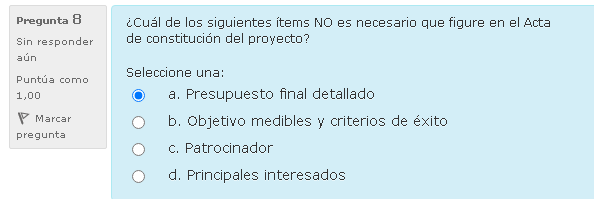 Pregunta 8
Sin responder
aún
Puntúa como
1,00
Marcar
pregunta
¿Cuál de los siguientes ítems NO es necesario que figure en el Acta
de constitución del proyecto?
Seleccione una:
a. Presupuesto final detallado
b. Objetivo medibles y criterios de éxito
c. Patrocinador
d. Principales interesados